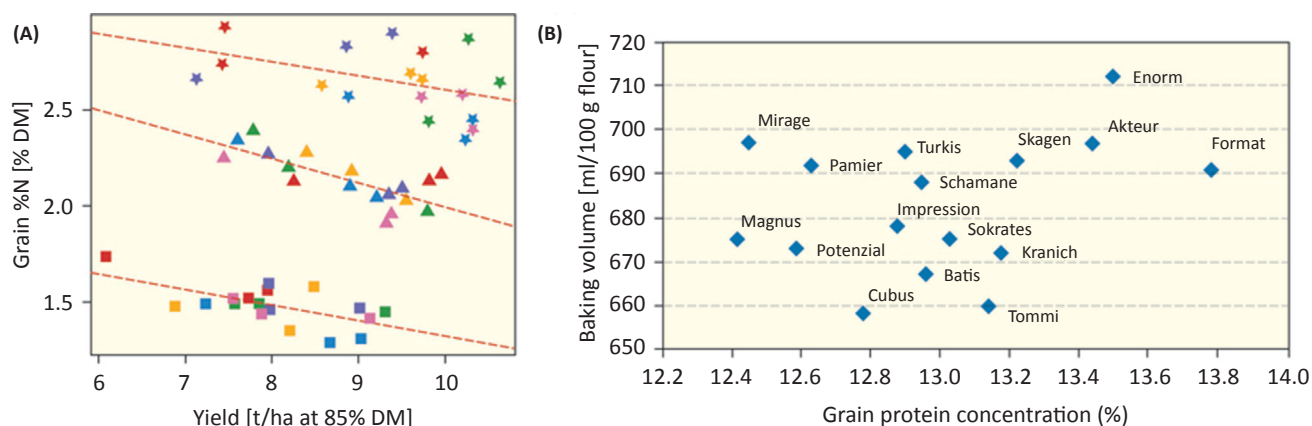 (A)
Grain %N [% DM]
2.5
2.0
1.5
6 7 8 9 10
Yield [t/ha at 85% DM]
(B)
Baking volume [ml/100 g flour]
720
710
700
690
680
670
660
650
Enorm
Mirage
Akteur
Skagen
Format
Turkis
Pamier
Schamane
Impression
Magnus
Sokrates
Potenzial
Kranich
Batis
Cubus
Tommi
12.2 12.4 12.6 12.8 13.0 13.2 13.4 13.6 13.8 14.0
Grain protein concentration (%)